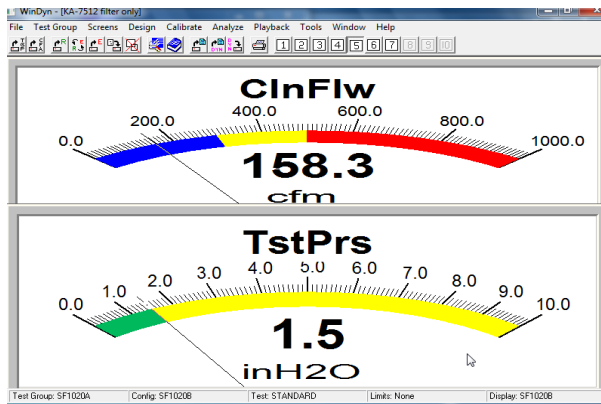 WinDyn - [KA-7512 filter only]
File Test Group Screens Design Calibrate Analyze Playback Tools Window Help
1 2 3 4 5 6 7 8 9 10
ClnFlw
0.0 200.0 400.0 600.0 800.0 1000.0
158.3
cfm
TstPrs
0.0 1.0 2.0 3.0 4.0 5.0 6.0 7.0 8.0 9.0 10.0
1.5
inH2O
Test Group: SF1020A Config: SF1020B Test: STANDARD Limits: None Display: SF1020B